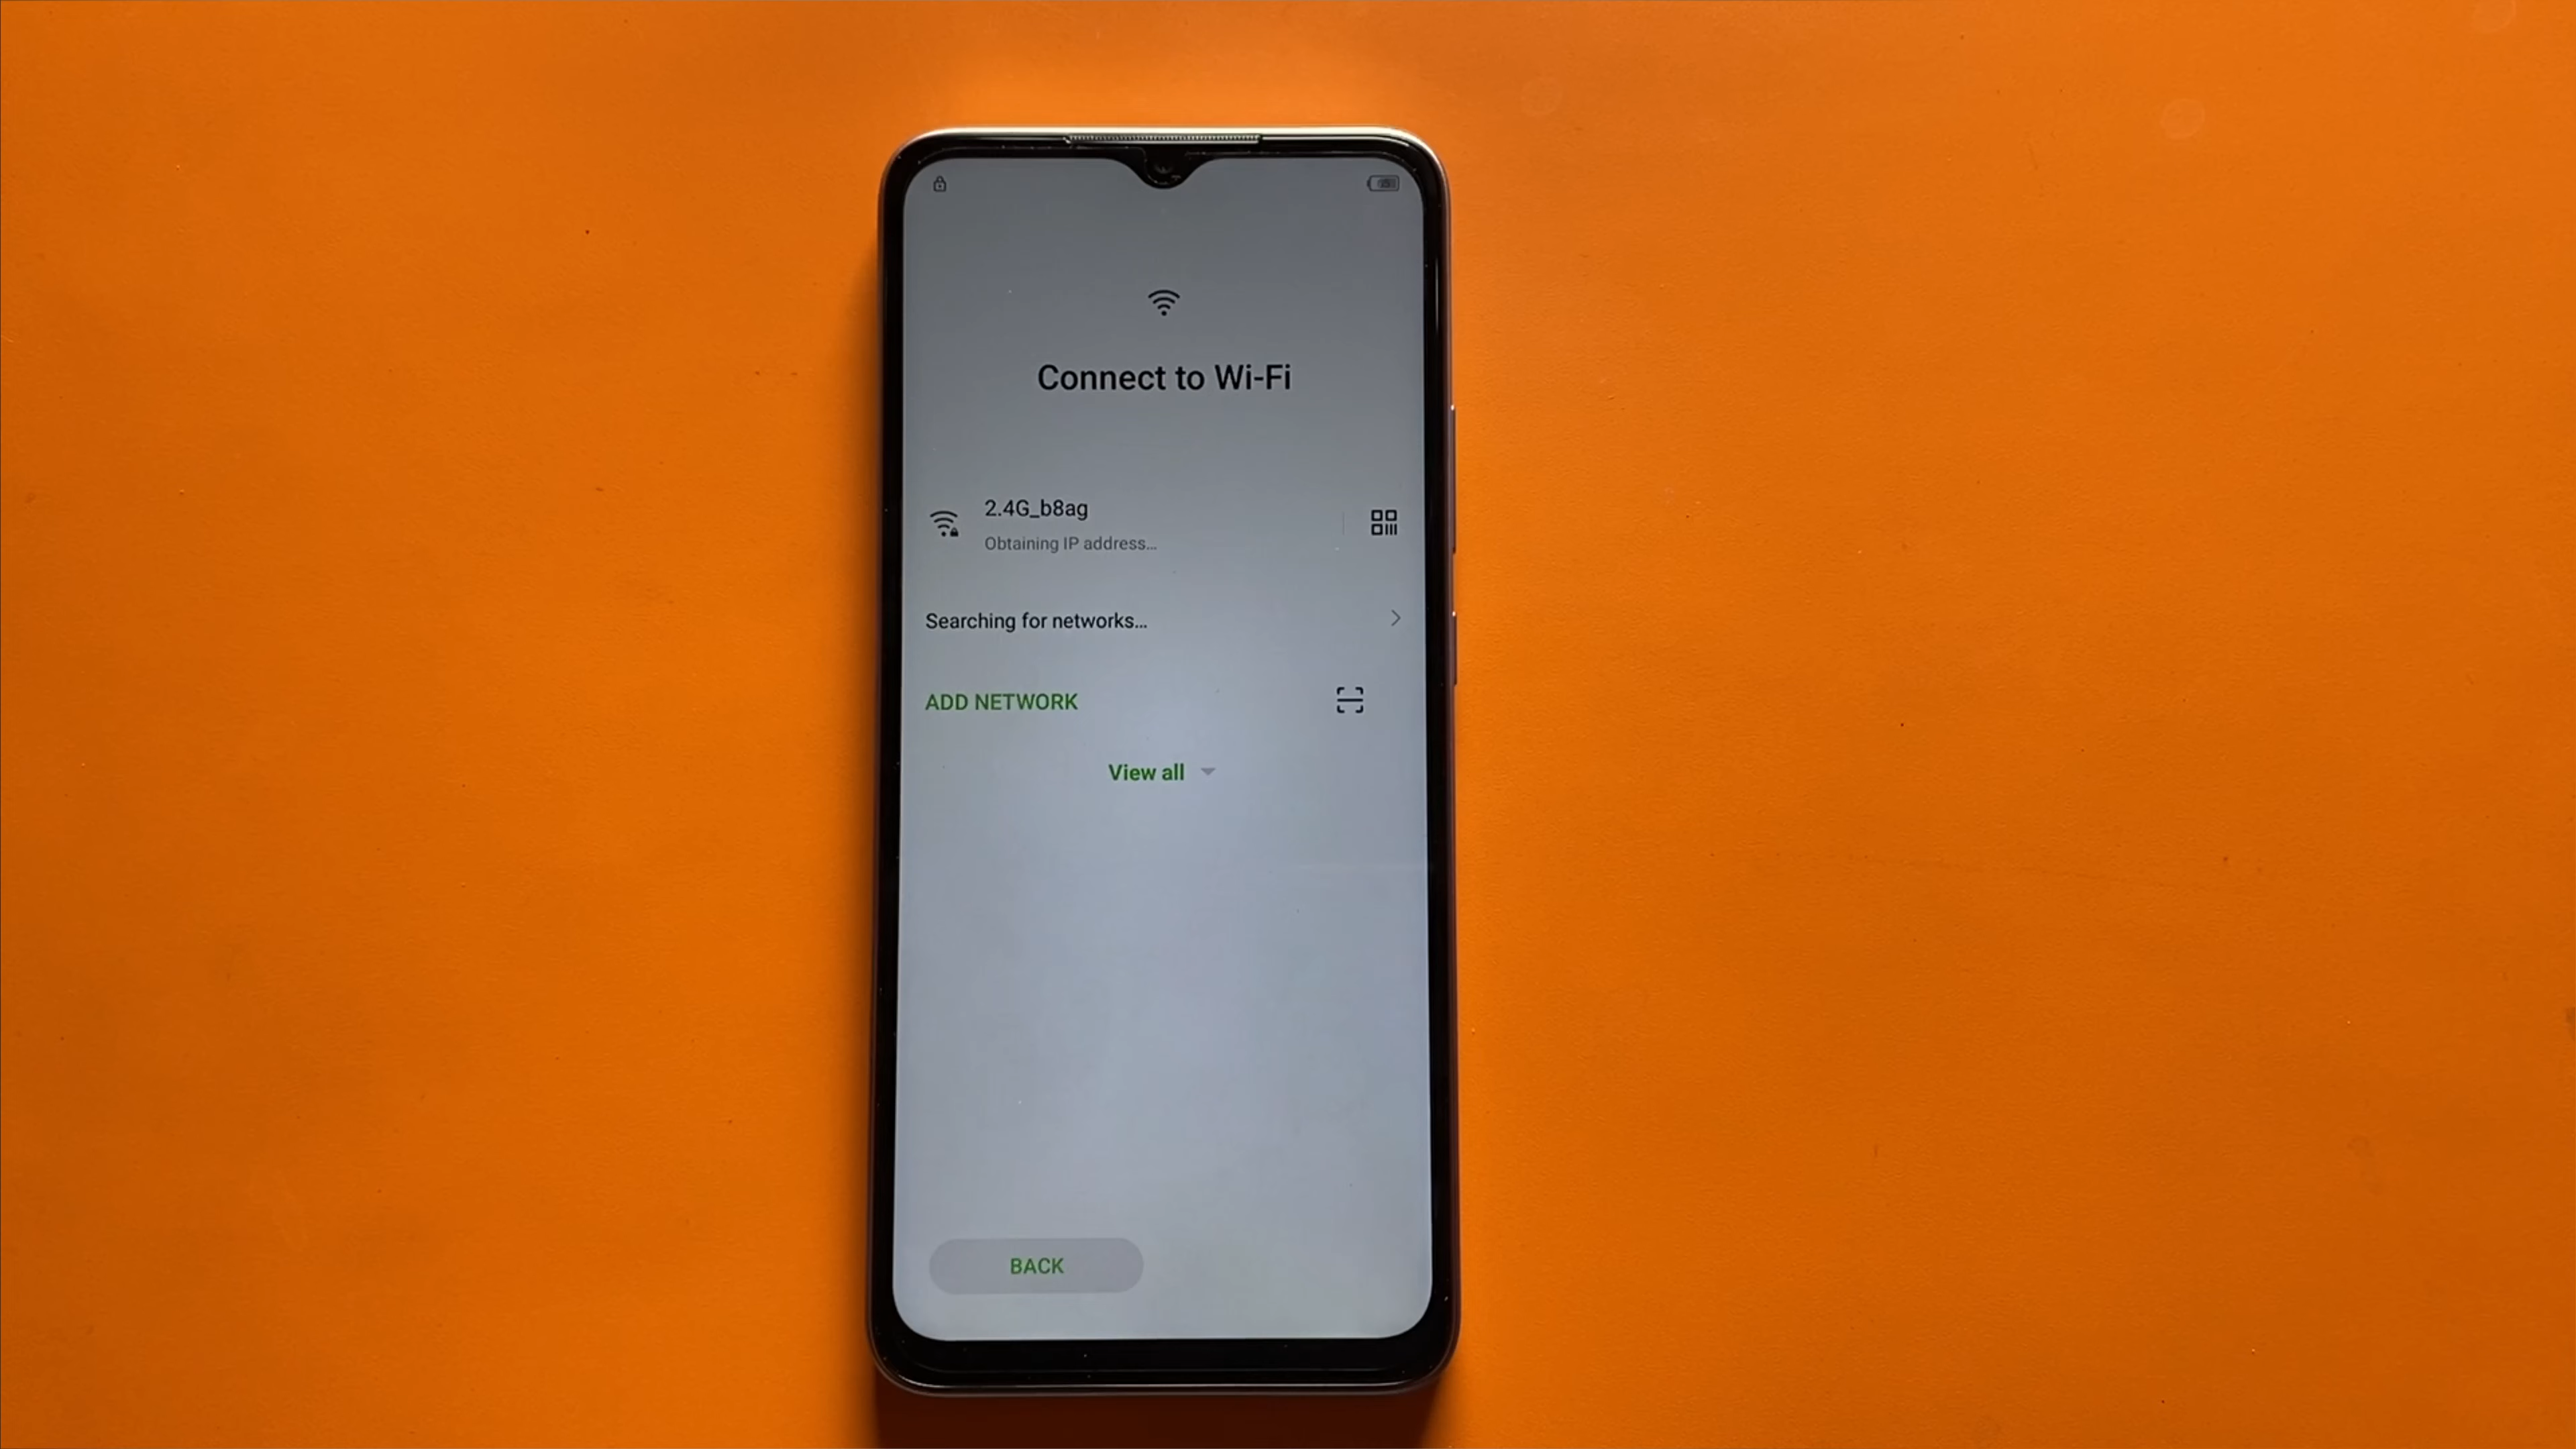 Connect to Wi-Fi
2.4G_b8ag
Obtaining IP address...
Searching for networks...
ADD NETWORK
View all
BACK